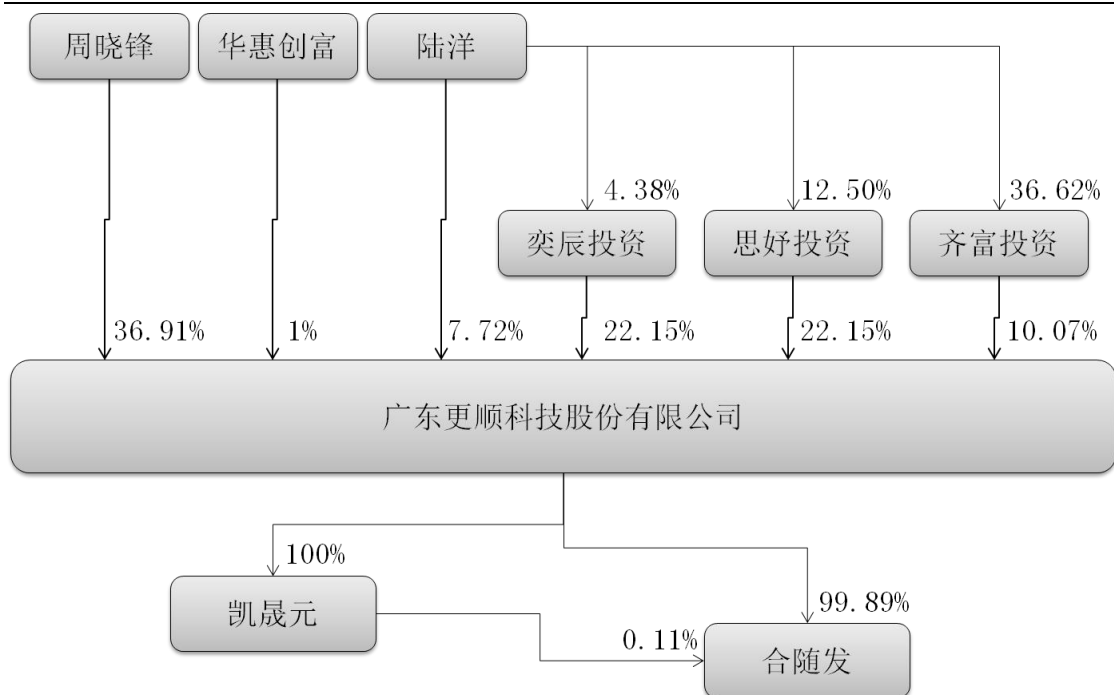 周晓锋
华惠创富
陆洋
4.38%
12.50%
36.62%
奕辰投资
思妤投资
齐富投资
36.91%
1%
7.72%
22.15%
22.15%
10.07%
广东更顺科技股份有限公司
100%
凯晟元
99.89%
0.11%
合随发